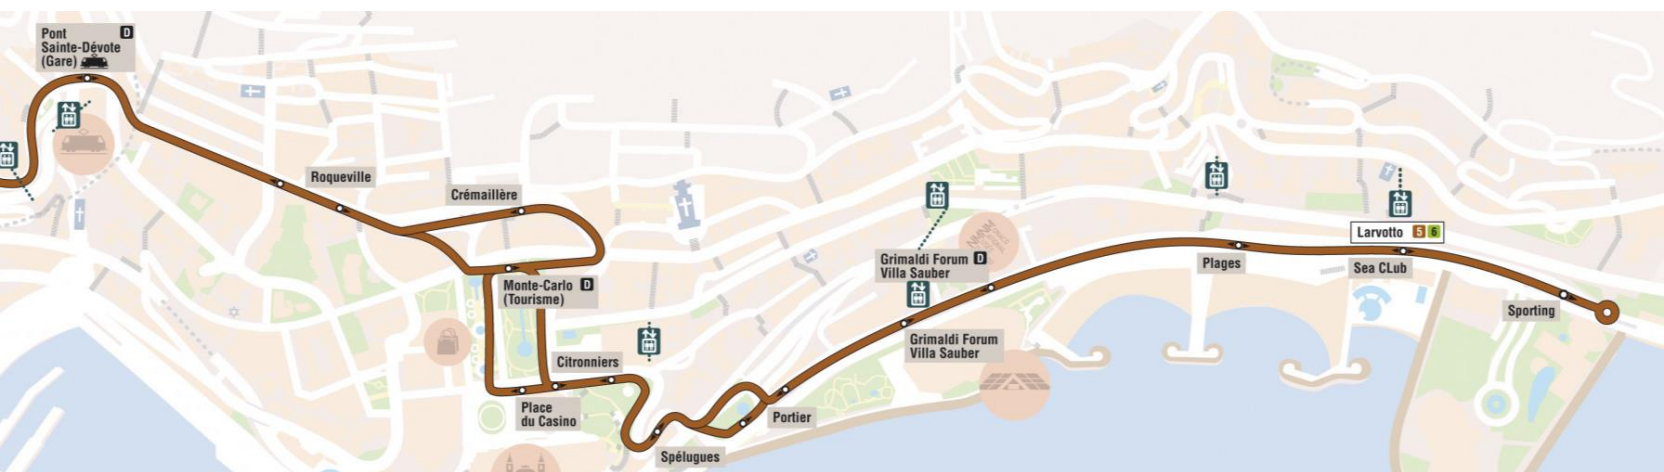 Pont D
Sainte-Dévote
(Gare)
Roqueville
Crémaillère
Monte-Carlo D
(Tourisme)
Citronniers
Place
du Casino
Spélugues
Portier
Grimaldi Forum D
Villa Sauber
Grimaldi Forum
Villa Sauber
Plages
Larvotto 5 6
Sea CLub
Sporting